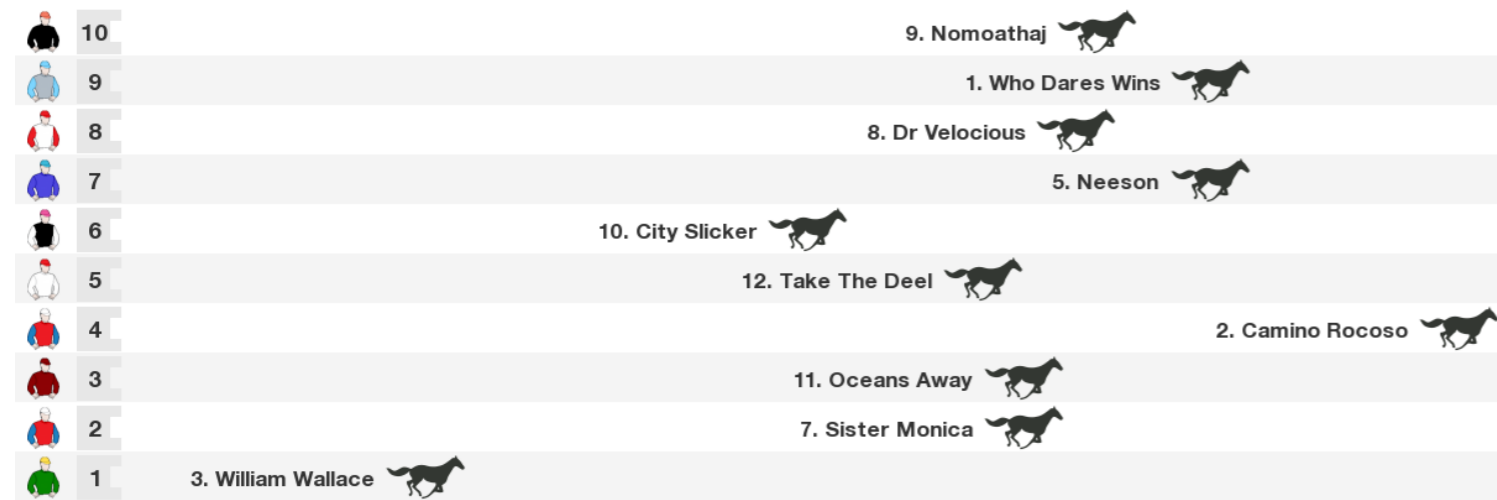 10 9. Nomoathaj
9 1. Who Dares Wins
8 8. Dr Velocious
7 5. Neeson
6 10. City Slicker
5 12. Take The Deel
4 2. Camino Rocoso
3 11. Oceans Away
2 7. Sister Monica
1 3. William Wallace